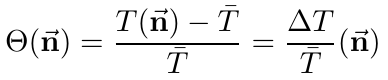 Θ(n⃗) = (T(n⃗) − T̄) / T̄ = (ΔT / T̄)(n⃗)